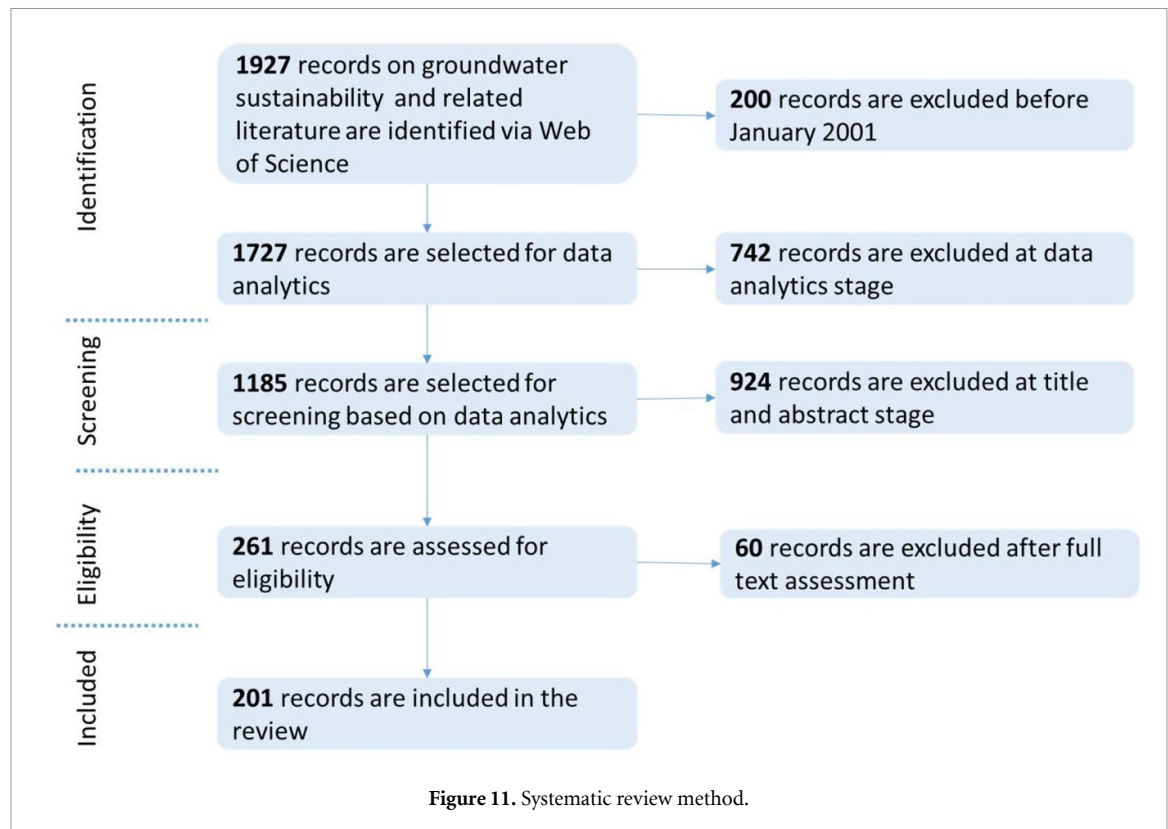 Identification
1927 records on groundwater
sustainability and related
literature are identified via Web
of Science
200 records are excluded before
January 2001
1727 records are selected for data
analytics
742 records are excluded at data
analytics stage
Screening
1185 records are selected for
screening based on data analytics
924 records are excluded at title
and abstract stage
Eligibility
261 records are assessed for
eligibility
60 records are excluded after full
text assessment
Included
201 records are included in the
review
Figure 11. Systematic review method.